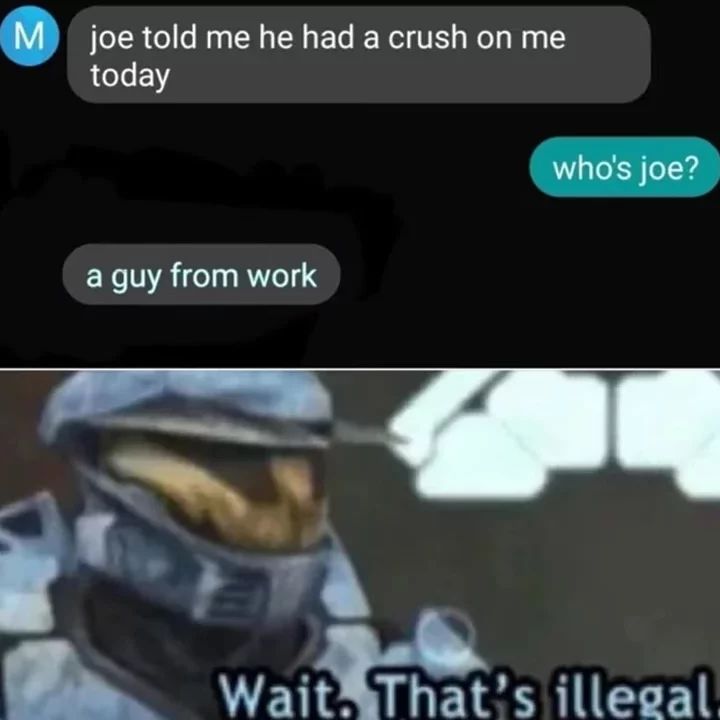 M
joe told me he had a crush on me
today
who's joe?
a guy from work
Wait. That's illegal.